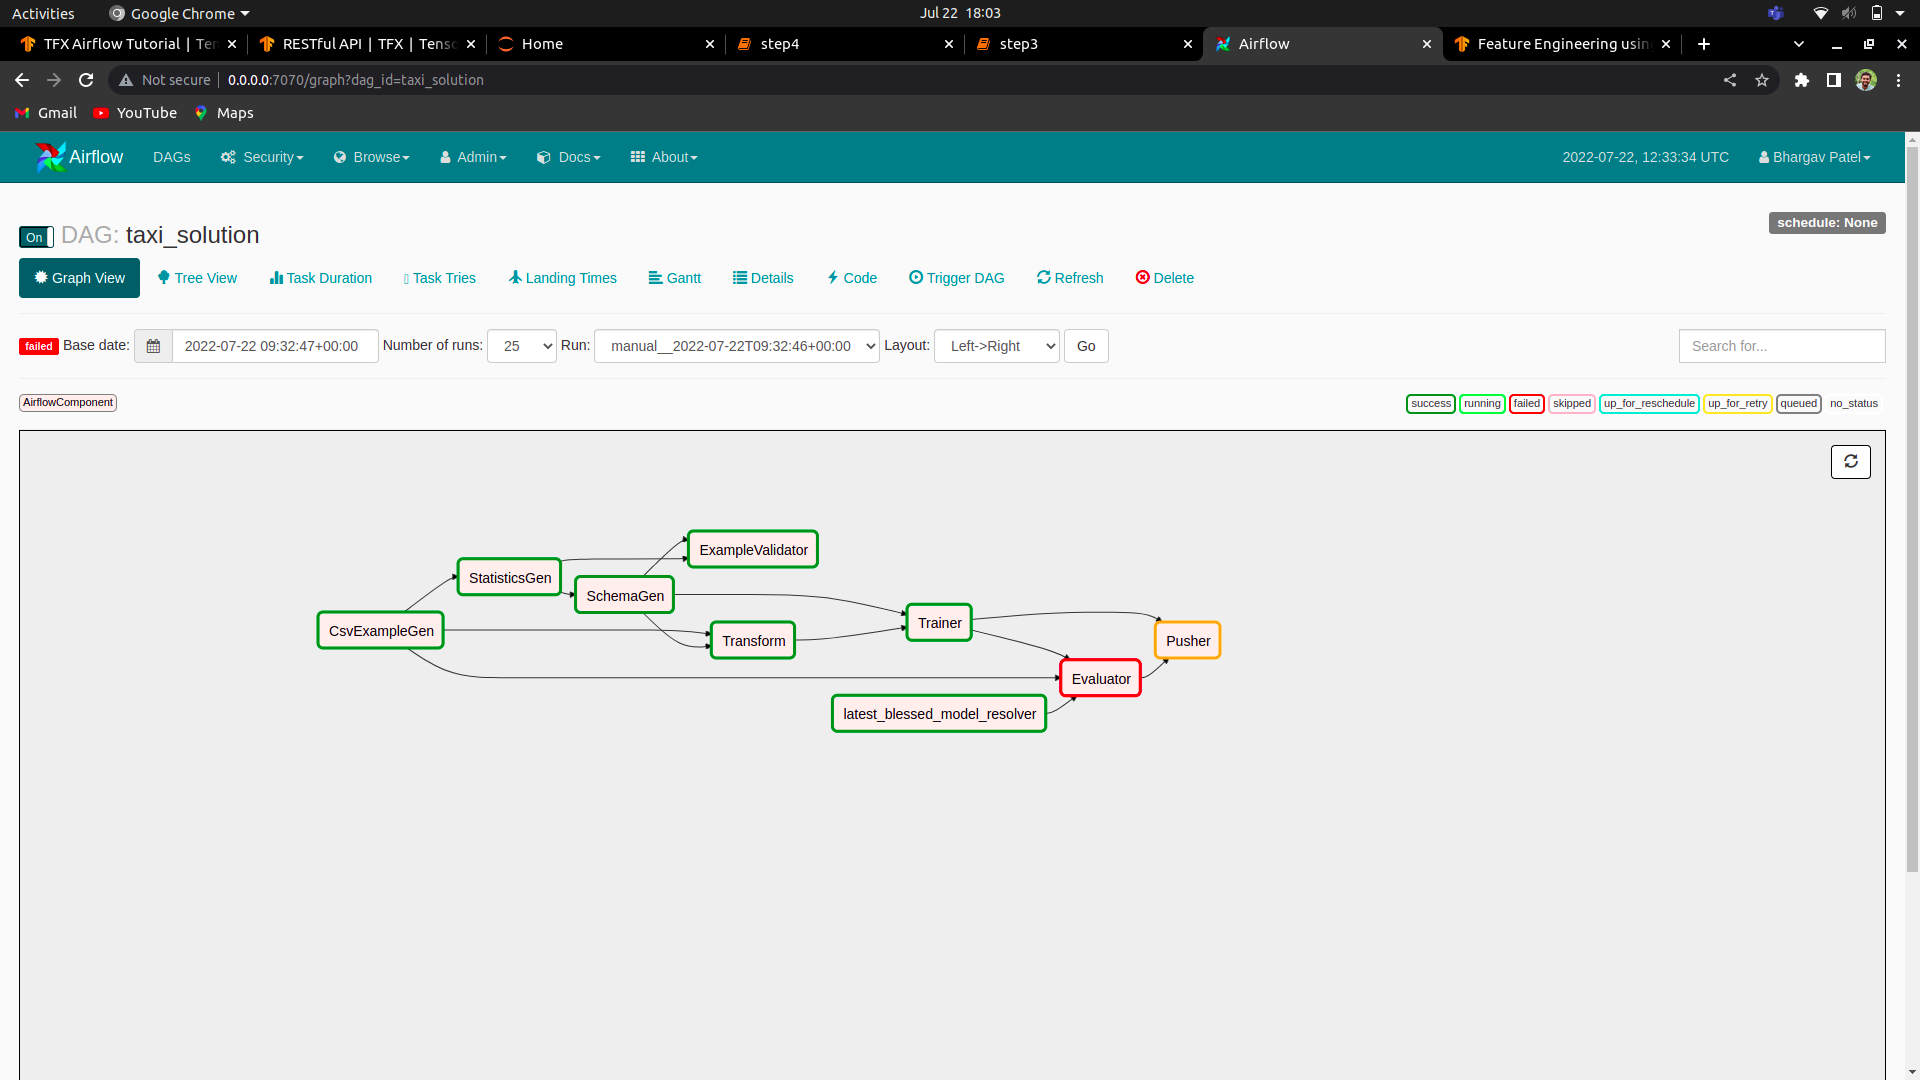 Activities Google Chrome Jul 22 18:03
TFX Airflow Tutorial | Ten RESTful API | TFX | Tenso Home step4 step3 Airflow Feature Engineering usin
Not secure 0.0.0.0:7070/graph?dag_id=taxi_solution
Gmail YouTube Maps
Airflow DAGs Security Browse Admin Docs About 2022-07-22, 12:33:34 UTC Bhargav Patel
schedule: None
On DAG: taxi_solution
Graph View Tree View Task Duration Task Tries Landing Times Gantt Details Code Trigger DAG Refresh Delete
failed Base date: 2022-07-22 09:32:47+00:00 Number of runs: 25 Run: manual__2022-07-22T09:32:46+00:00 Layout: Left->Right Go Search for...
AirflowComponent success running failed skipped up_for_reschedule up_for_retry queued no_status
ExampleValidator
StatisticsGen
SchemaGen
Trainer
CsvExampleGen
Transform
Pusher
Evaluator
latest_blessed_model_resolver